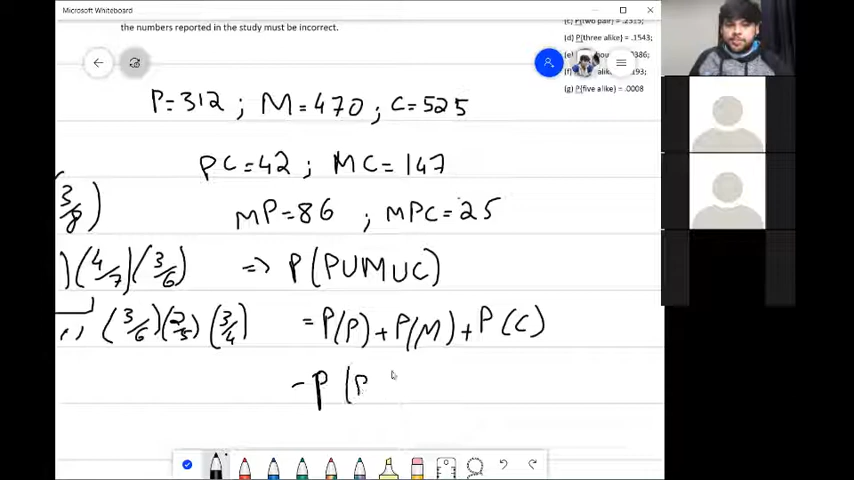 Microsoft Whiteboard
the numbers reported in the study must be incorrect.
(d) P{three alike} = .1543;
(g) P{five alike} = .0008
P=312 ; M=470 ; C=525
PC=42 ; MC=147
3/8)
MP=86 ; MPC=25
)(4/7)(3/6) => P(PUMUC)
(3/6)(2/5)(3/4) =P(P)+P(M)+P(C)
-P(P